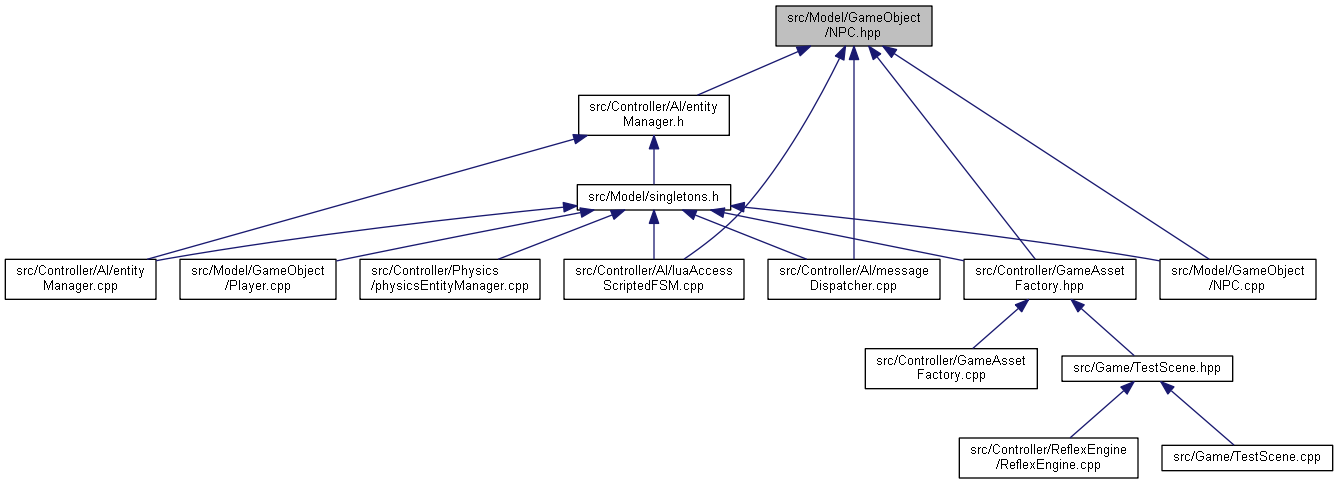 src/Model/GameObject
/NPC.hpp
src/Controller/AI/entity
Manager.h
src/Model/singletons.h
src/Controller/AI/entity
Manager.cpp
src/Model/GameObject
/Player.cpp
src/Controller/Physics
/physicsEntityManager.cpp
src/Controller/AI/luaAccess
ScriptedFSM.cpp
src/Controller/AI/message
Dispatcher.cpp
src/Controller/GameAsset
Factory.hpp
src/Model/GameObject
/NPC.cpp
src/Controller/GameAsset
Factory.cpp
src/Game/TestScene.hpp
src/Controller/ReflexEngine
/ReflexEngine.cpp
src/Game/TestScene.cpp